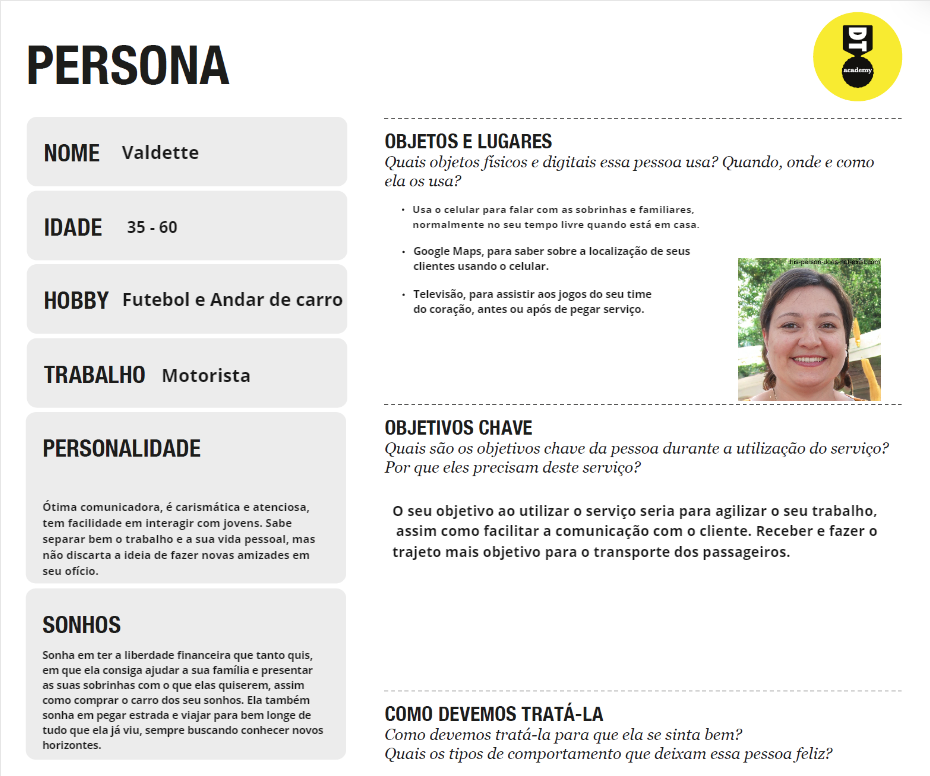 PERSONA
DT
academy
NOME Valdette
IDADE 35 - 60
HOBBY Futebol e Andar de carro
TRABALHO Motorista
PERSONALIDADE
Ótima comunicadora, é carismática e atenciosa,
tem facilidade em interagir com jovens. Sabe
separar bem o trabalho e a sua vida pessoal, mas
não discarta a ideia de fazer novas amizades em
seu ofício.
SONHOS
Sonha em ter a liberdade financeira que tanto quis,
em que ela consiga ajudar a sua família e presentar
as suas sobrinhas com o que elas quiserem, assim
como comprar o carro dos seu sonhos. Ela também
sonha em pegar estrada e viajar para bem longe de
tudo que ela já viu, sempre buscando conhecer novos
horizontes.
OBJETOS E LUGARES
Quais objetos físicos e digitais essa pessoa usa? Quando, onde e como
ela os usa?
• Usa o celular para falar com as sobrinhas e familiares,
normalmente no seu tempo livre quando está em casa.
• Google Maps, para saber sobre a localização de seus
clientes usando o celular.
• Televisão, para assistir aos jogos do seu time
do coração, antes ou após de pegar serviço.
OBJETIVOS CHAVE
Quais são os objetivos chave da pessoa durante a utilização do serviço?
Por que eles precisam deste serviço?
O seu objetivo ao utilizar o serviço seria para agilizar o seu trabalho,
assim como facilitar a comunicação com o cliente. Receber e fazer o
trajeto mais objetivo para o transporte dos passageiros.
COMO DEVEMOS TRATÁ-LA
Como devemos tratá-la para que ela se sinta bem?
Quais os tipos de comportamento que deixam essa pessoa feliz?